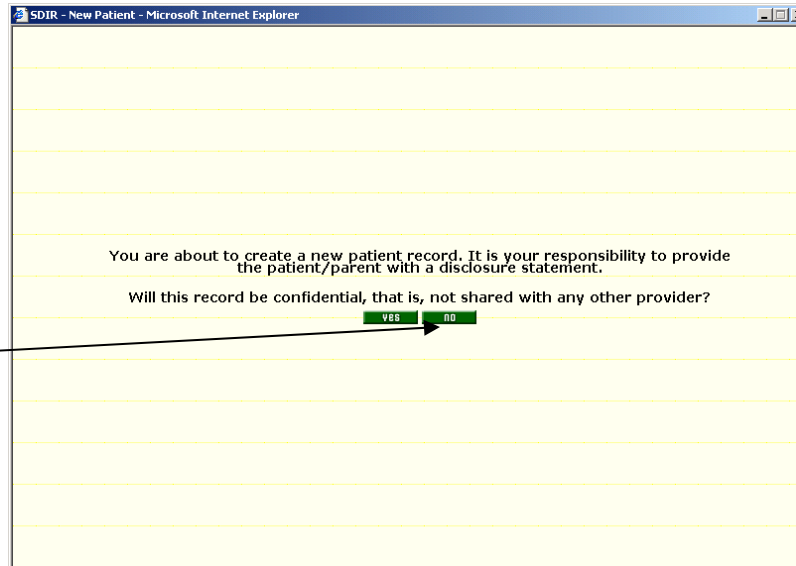 SDIR - New Patient - Microsoft Internet Explorer
You are about to create a new patient record. It is your responsibility to provide
the patient/parent with a disclosure statement.
Will this record be confidential, that is, not shared with any other provider?
yes no